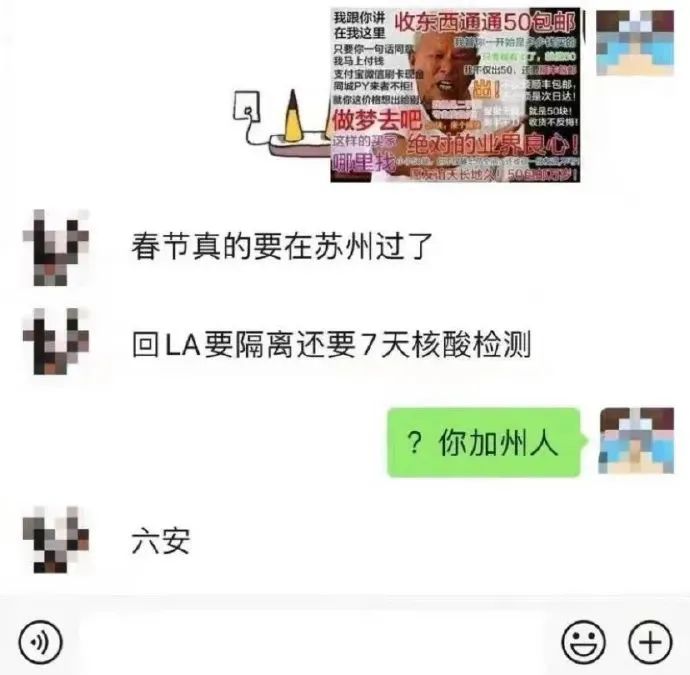 我跟你讲
在我这里
收东西通通50包邮
只要你一句话同意
我马上付钱
支付宝微信刷卡现金
同城PY来者不拒!
就你这价格想出给别人
做梦去吧
这样的买家
哪里找
绝对的业界良心!
春节真的要在苏州过了
回LA要隔离还要7天核酸检测
？你加州人
六安